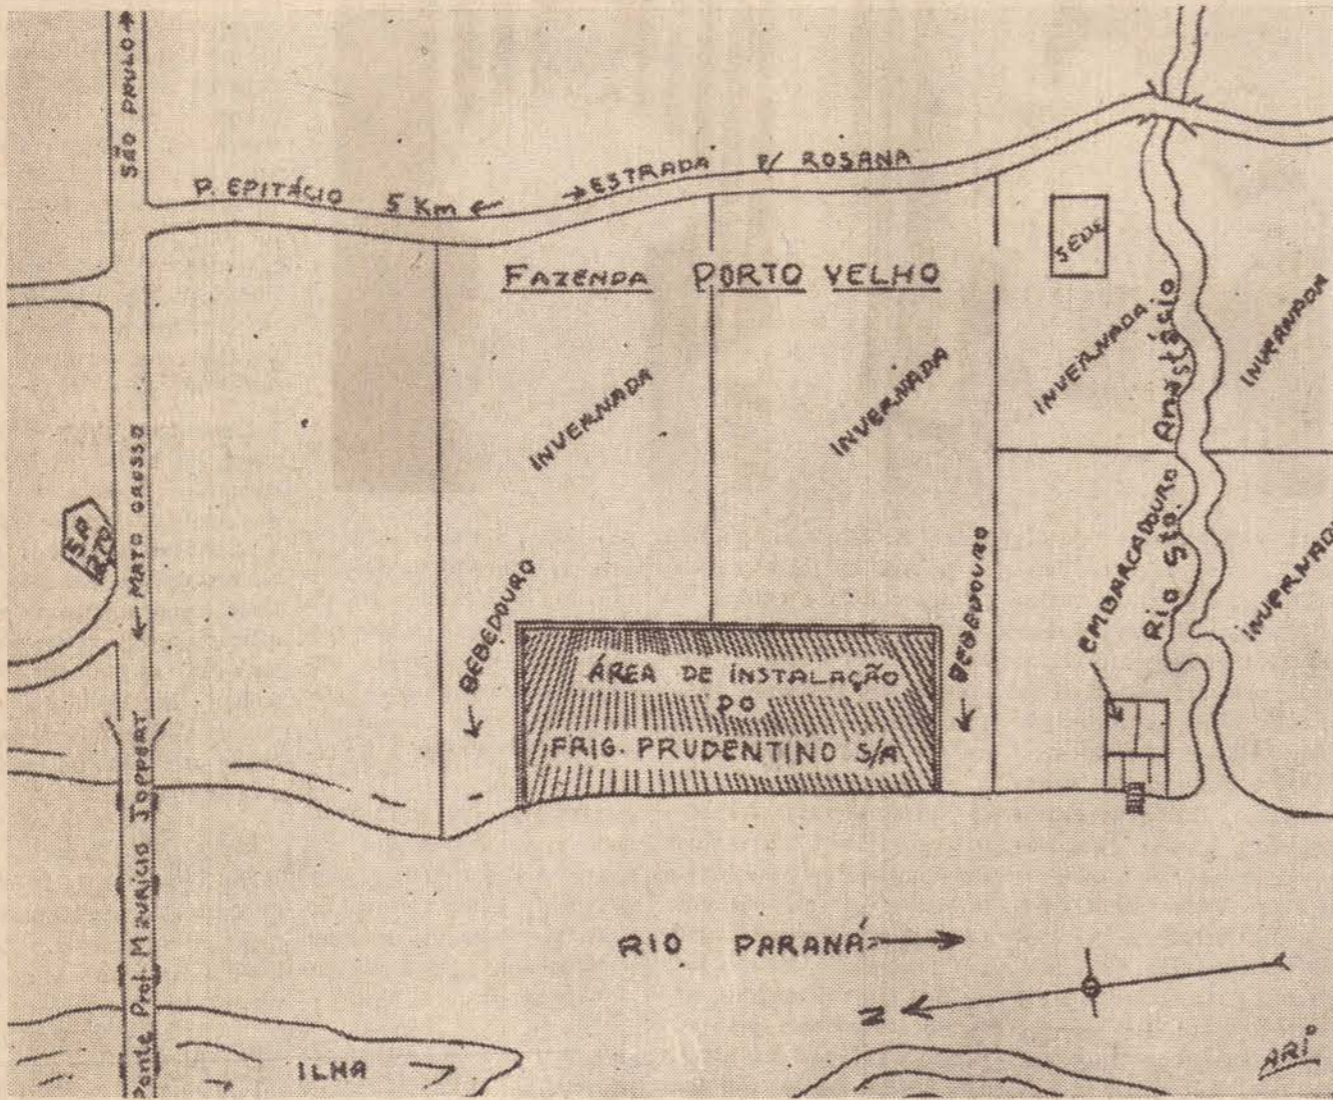 SÃO PAULO →
P. EPITÁCIO 5 Km ←
→ ESTRADA P/ ROSANA
SEDE
FAZENDA PORTO VELHO
INVERNADA
INVERNADA
INVERNADA
INVERNADA
Rio Sto. Anastácio
← MATO GROSSO
S.P.
270
← BEBEDOURO
← BEBEDOURO
EMBARCADOURO
INVERNADA
ÁREA DE INSTALAÇÃO
DO
FRIG. PRUDENTINO S/A
Ponte Prof. Maurício Joppert
RIO PARANÁ →
N
ILHA